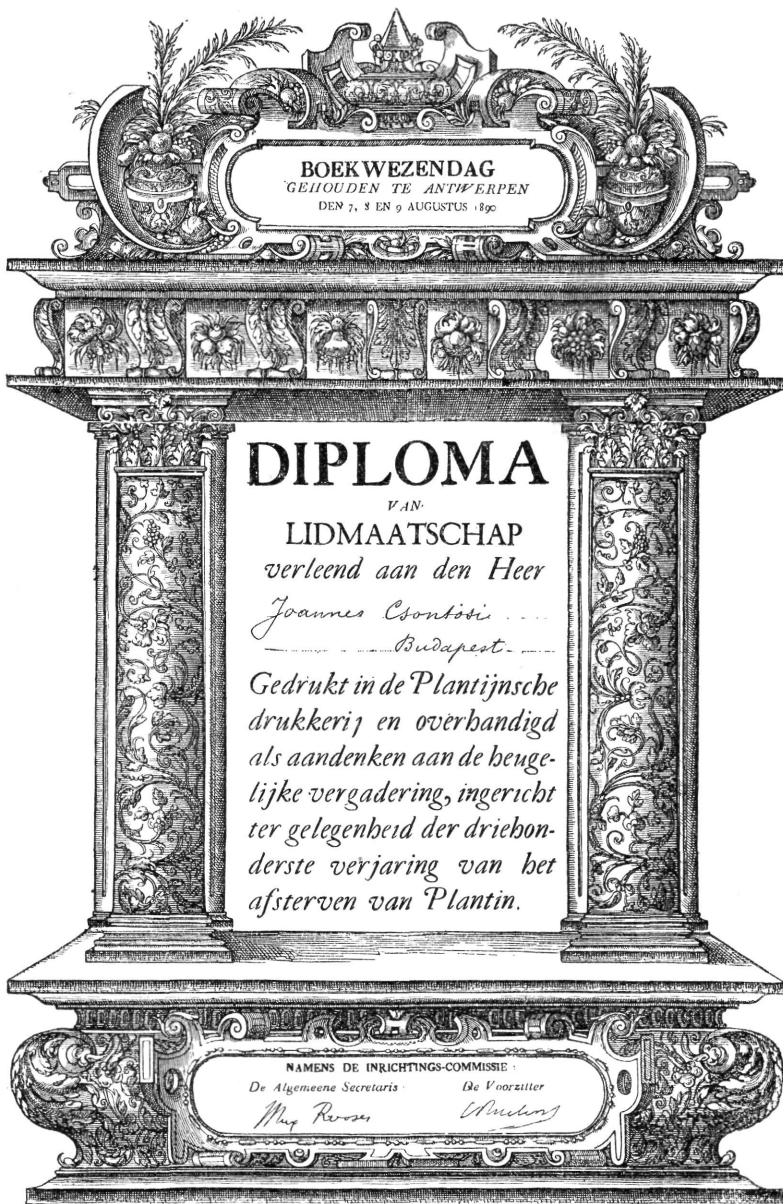 BOEKWEZENDAG
GEHOUDEN TE ANTWERPEN
DEN 7, 8 EN 9 AUGUSTUS 1890
DIPLOMA
VAN
LIDMAATSCHAP
verleend aan den Heer
Joannes Csontosi
Budapest
Gedrukt in de Plantijnsche
drukkerij en overhandigd
als aandenken aan de heuge-
lijke vergadering, ingericht
ter gelegenheid der driehon-
derste verjaring van het
afsterven van Plantin.
NAMENS DE INRICHTINGS-COMMISSIE :
De Algemeene Secretaris De Voorzitter
Max Rooses